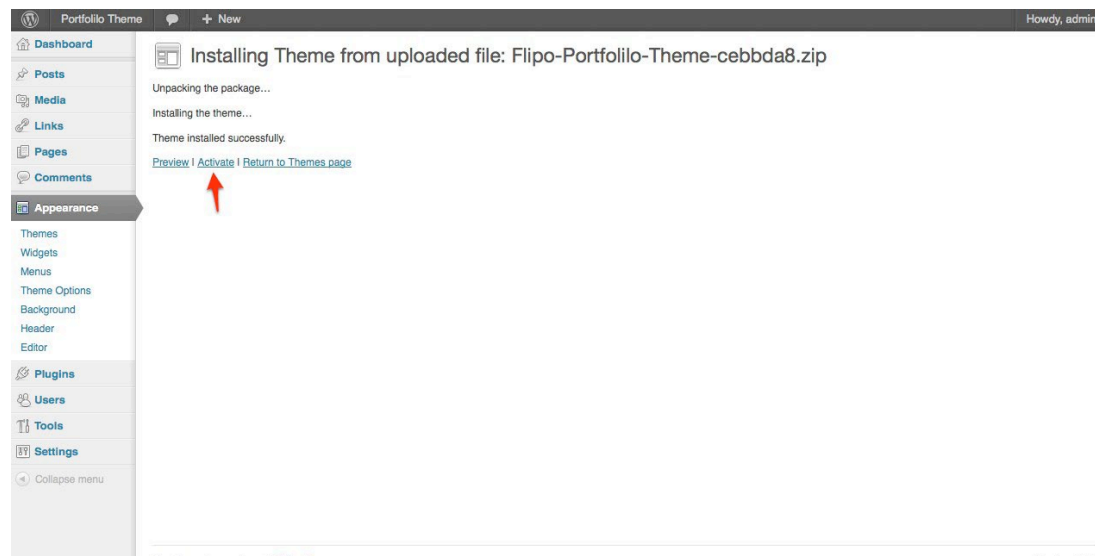 Portfolilo Theme + New Howdy, admin
Dashboard
Posts
Media
Links
Pages
Comments
Appearance
Themes
Widgets
Menus
Theme Options
Background
Header
Editor
Plugins
Users
Tools
Settings
Collapse menu
Installing Theme from uploaded file: Flipo-Portfolilo-Theme-cebbda8.zip
Unpacking the package…
Installing the theme…
Theme installed successfully.
Preview | Activate | Return to Themes page